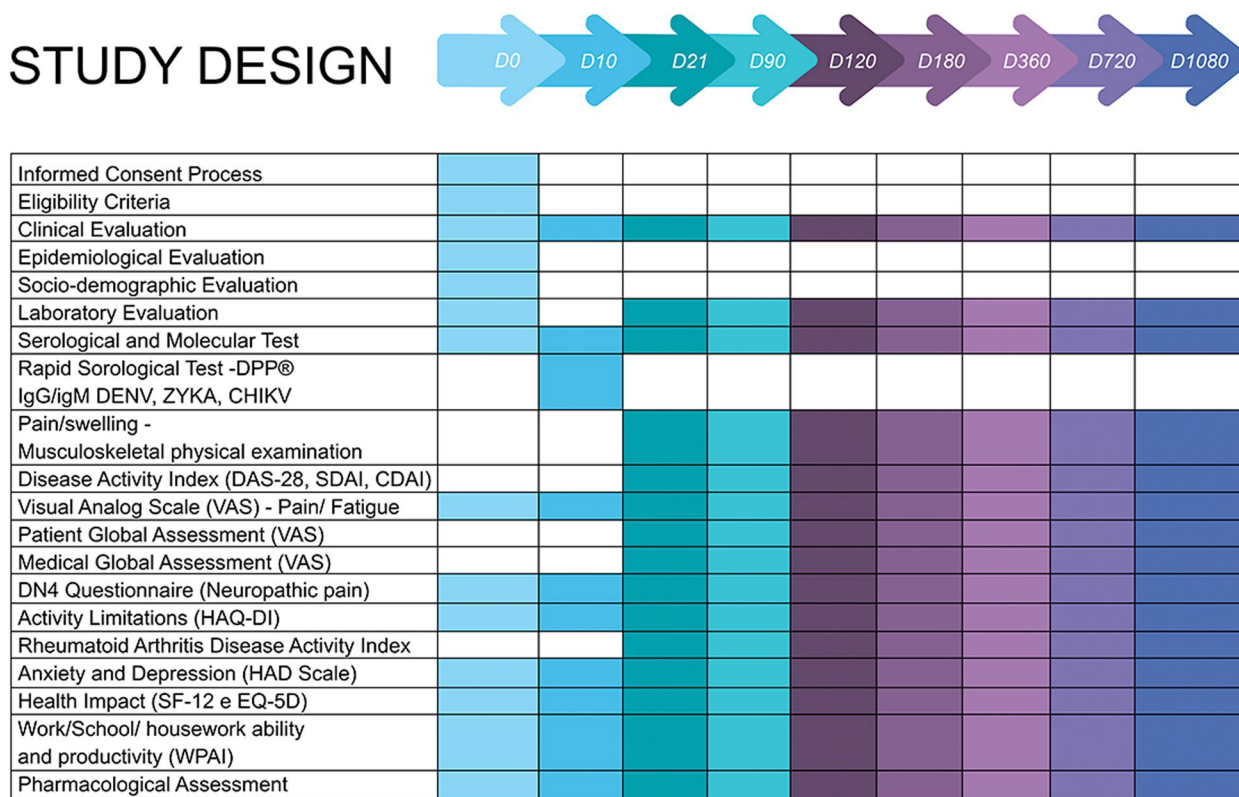 STUDY DESIGN
D0 D10 D21 D90 D120 D180 D360 D720 D1080
Informed Consent Process
Eligibility Criteria
Clinical Evaluation
Epidemiological Evaluation
Socio-demographic Evaluation
Laboratory Evaluation
Serological and Molecular Test
Rapid Sorological Test -DPP®
IgG/igM DENV, ZYKA, CHIKV
Pain/swelling -
Musculoskeletal physical examination
Disease Activity Index (DAS-28, SDAI, CDAI)
Visual Analog Scale (VAS) - Pain/ Fatigue
Patient Global Assessment (VAS)
Medical Global Assessment (VAS)
DN4 Questionnaire (Neuropathic pain)
Activity Limitations (HAQ-DI)
Rheumatoid Arthritis Disease Activity Index
Anxiety and Depression (HAD Scale)
Health Impact (SF-12 e EQ-5D)
Work/School/ housework ability
and productivity (WPAI)
Pharmacological Assessment